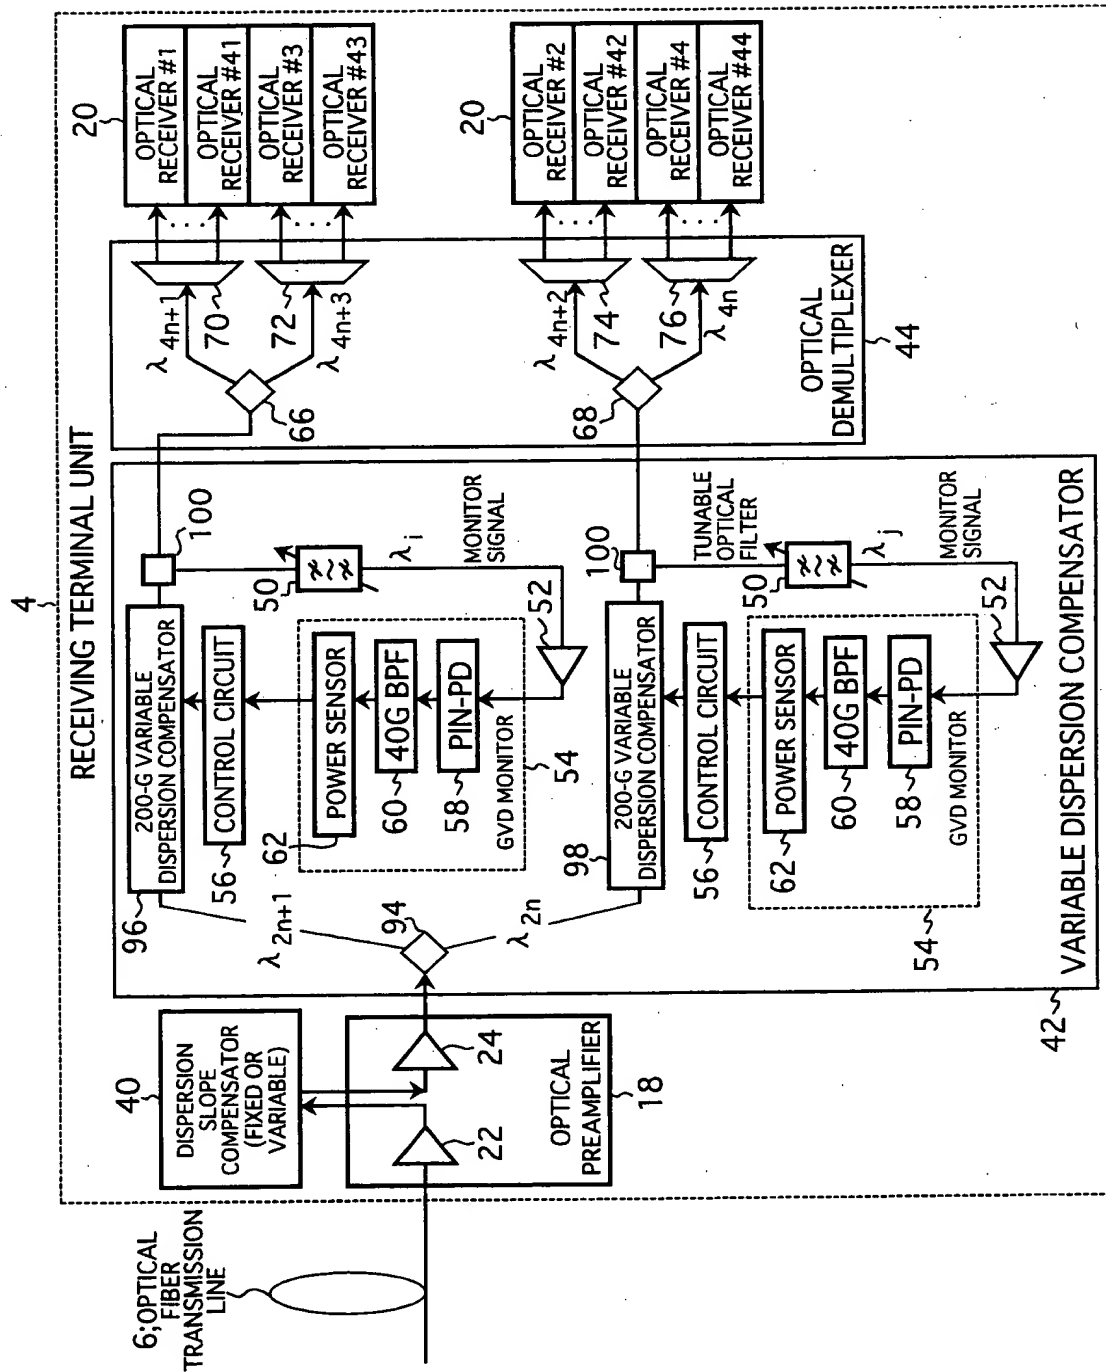 RECEIVING TERMINAL UNIT
4
6;OPTICAL
FIBER
TRANSMISSION
LINE
40
DISPERSION
SLOPE
COMPENSATOR
(FIXED OR
VARIABLE)
22
24
OPTICAL
PREAMPLIFIER
18
94
λ2n+1
λ2n
96
200-G VARIABLE
DISPERSION COMPENSATOR
100
56
CONTROL CIRCUIT
50
λi
MONITOR
SIGNAL
62
POWER SENSOR
60
40G BPF
58
PIN-PD
GVD MONITOR
54
52
98
200-G VARIABLE
DISPERSION COMPENSATOR
100
TUNABLE
OPTICAL
FILTER
56
CONTROL CIRCUIT
50
λj
MONITOR
SIGNAL
62
POWER SENSOR
60
40G BPF
58
PIN-PD
GVD MONITOR
54
52
VARIABLE DISPERSION COMPENSATOR
42
66
λ4n+1
70
λ4n+3
72
68
λ4n+2
74
λ4n
76
OPTICAL
DEMULTIPLEXER
44
20
OPTICAL
RECEIVER #1
OPTICAL
RECEIVER #41
OPTICAL
RECEIVER #3
OPTICAL
RECEIVER #43
20
OPTICAL
RECEIVER #2
OPTICAL
RECEIVER #42
OPTICAL
RECEIVER #4
OPTICAL
RECEIVER #44